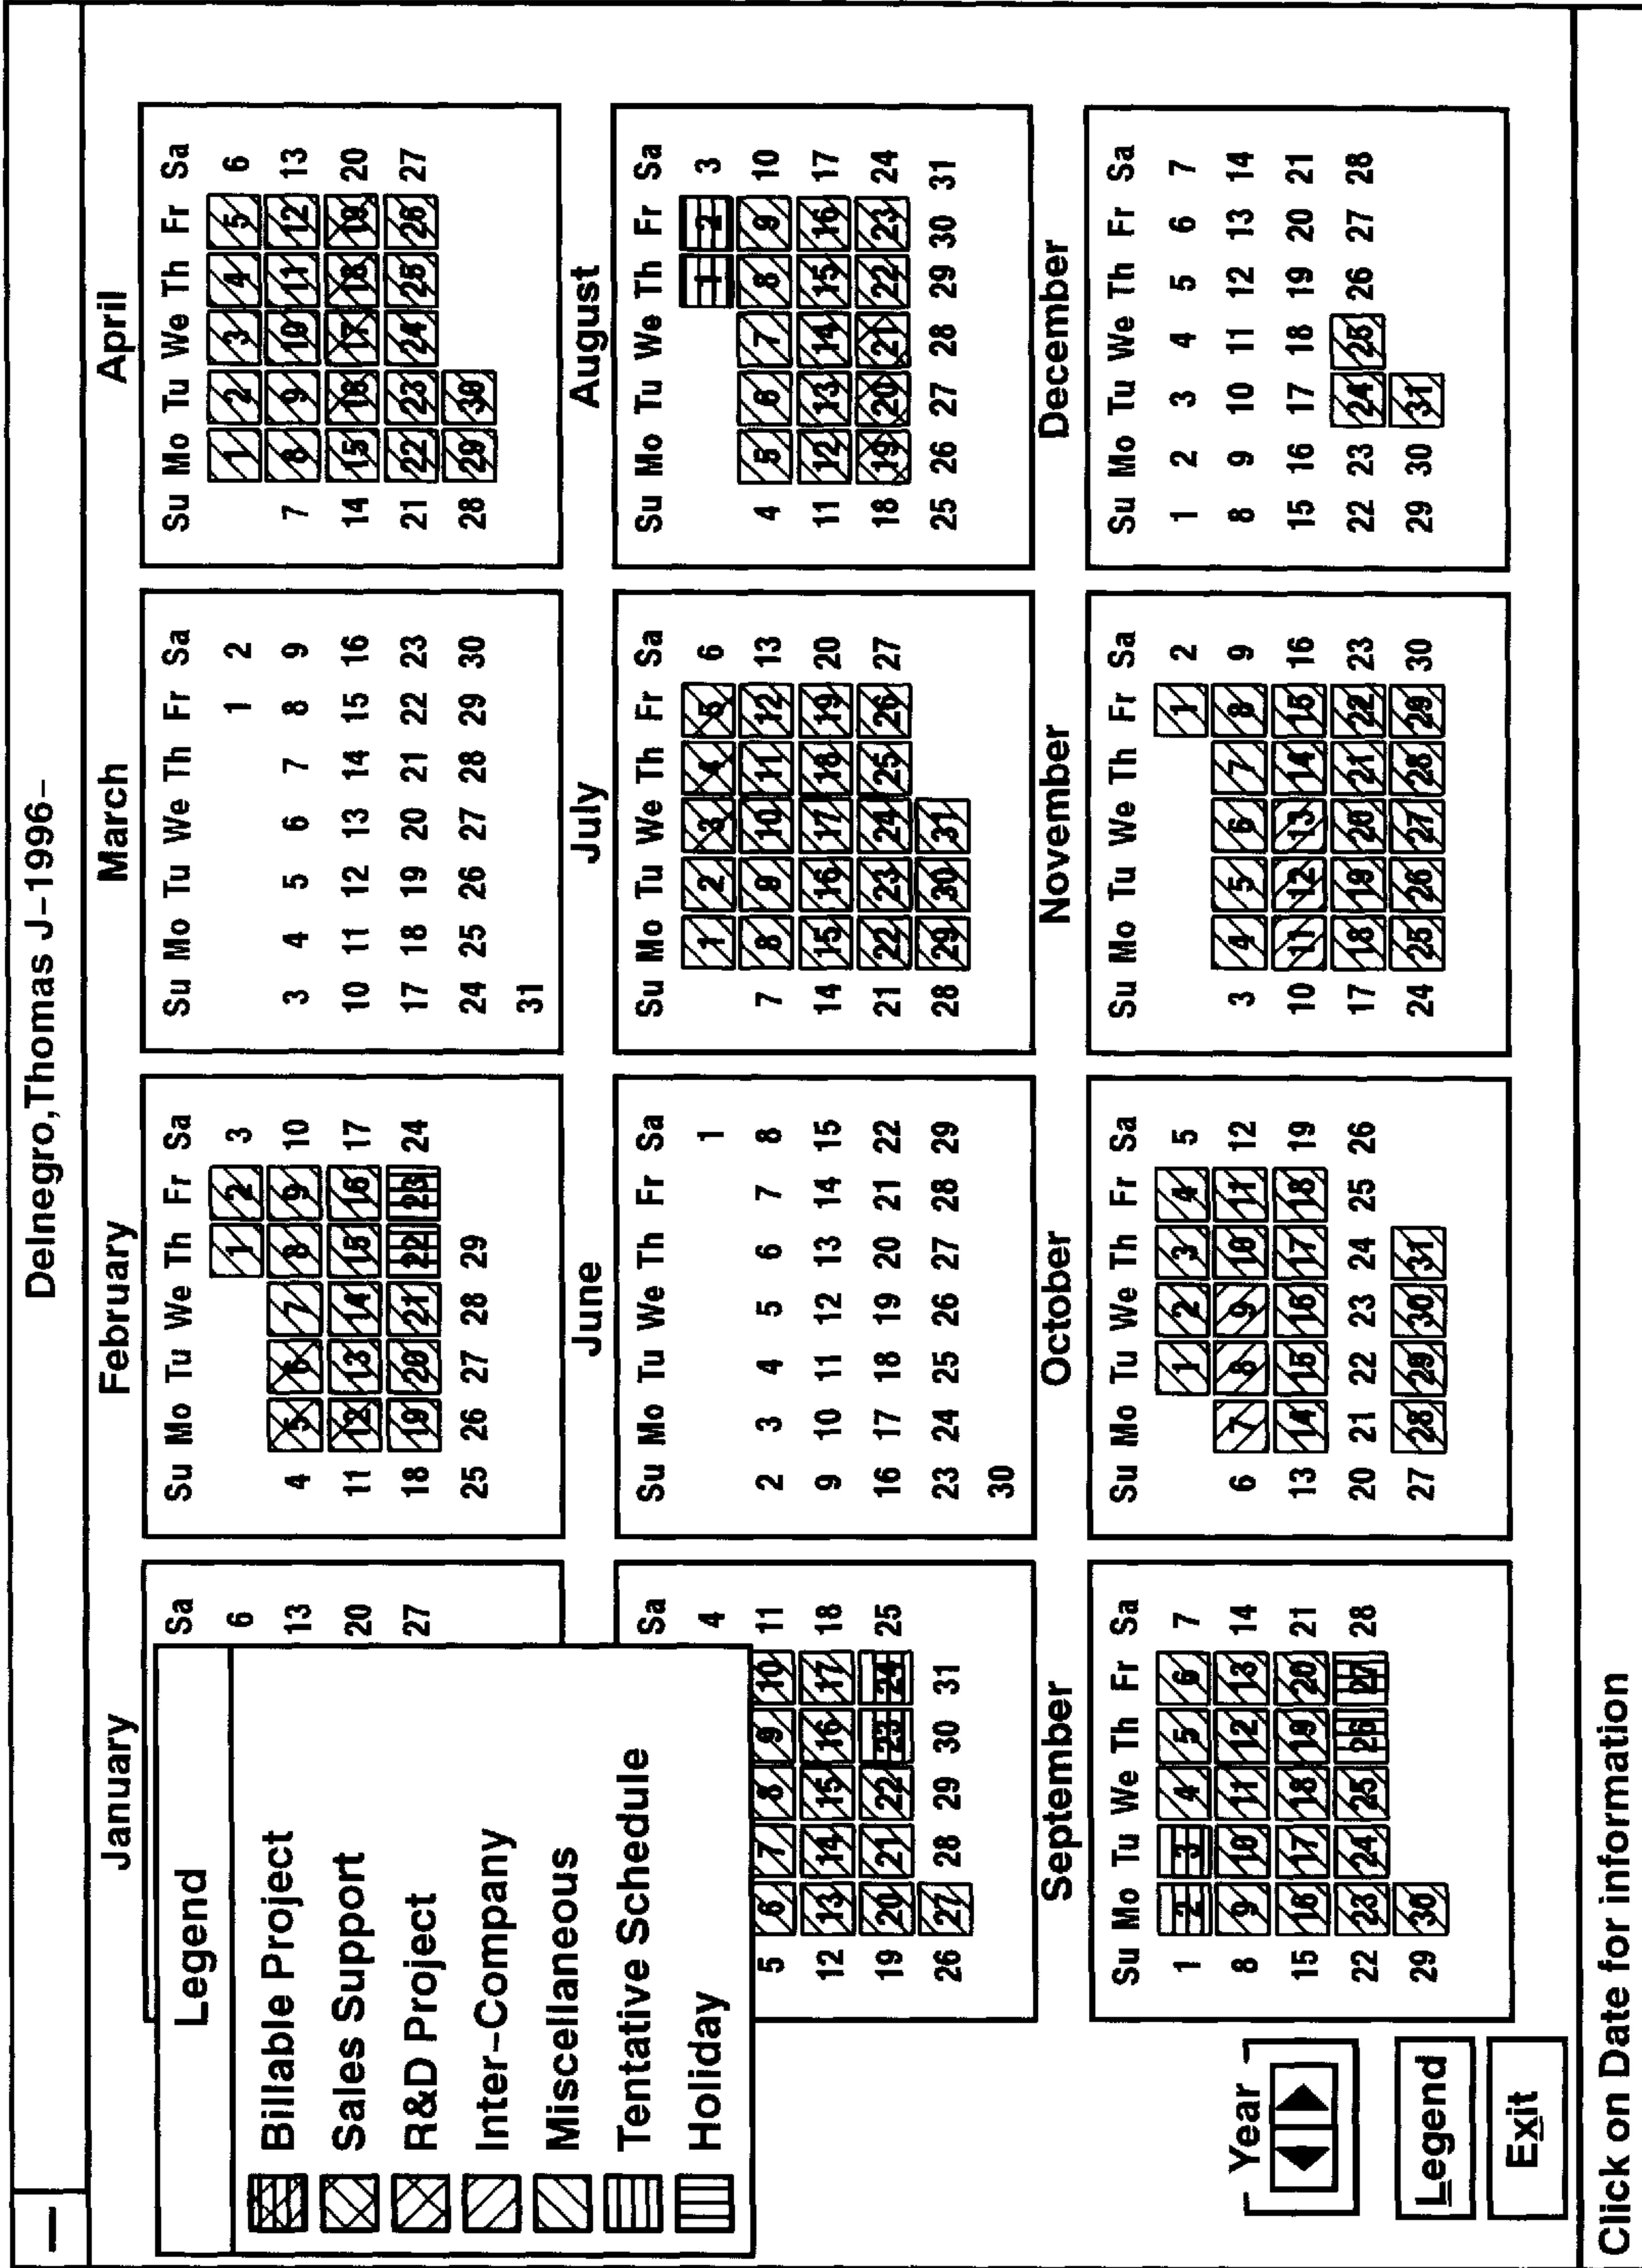 Delnegro,Thomas J-1996-
January
Sa
6
13
20
27
February
Su Mo Tu We Th Fr Sa
1 2 3
4 5 6 7 8 9 10
11 12 13 14 15 16 17
18 19 20 21 22 23 24
25 26 27 28 29
March
Su Mo Tu We Th Fr Sa
1 2
3 4 5 6 7 8 9
10 11 12 13 14 15 16
17 18 19 20 21 22 23
24 25 26 27 28 29 30
31
April
Su Mo Tu We Th Fr Sa
1 2 3 4 5 6
7 8 9 10 11 12 13
14 15 16 17 18 19 20
21 22 23 24 25 26 27
28 29 30
Legend
Billable Project
Sales Support
R&D Project
Inter-Company
Miscellaneous
Tentative Schedule
Holiday
Sa
4
5 6 7 8 9 10 11
12 13 14 15 16 17 18
19 20 21 22 23 24 25
26 27 28 29 30 31
June
Su Mo Tu We Th Fr Sa
1
2 3 4 5 6 7 8
9 10 11 12 13 14 15
16 17 18 19 20 21 22
23 24 25 26 27 28 29
30
July
Su Mo Tu We Th Fr Sa
1 2 3 4 5 6
7 8 9 10 11 12 13
14 15 16 17 18 19 20
21 22 23 24 25 26 27
28 29 30 31
August
Su Mo Tu We Th Fr Sa
1 2 3
4 5 6 7 8 9 10
11 12 13 14 15 16 17
18 19 20 21 22 23 24
25 26 27 28 29 30 31
September
Su Mo Tu We Th Fr Sa
1 2 3 4 5 6 7
8 9 10 11 12 13 14
15 16 17 18 19 20 21
22 23 24 25 26 27 28
29 30
October
Su Mo Tu We Th Fr Sa
1 2 3 4 5
6 7 8 9 10 11 12
13 14 15 16 17 18 19
20 21 22 23 24 25 26
27 28 29 30 31
November
Su Mo Tu We Th Fr Sa
1 2
3 4 5 6 7 8 9
10 11 12 13 14 15 16
17 18 19 20 21 22 23
24 25 26 27 28 29 30
December
Su Mo Tu We Th Fr Sa
1 2 3 4 5 6 7
8 9 10 11 12 13 14
15 16 17 18 19 20 21
22 23 24 25 26 27 28
29 30 31
Year
Legend
Exit
Click on Date for information